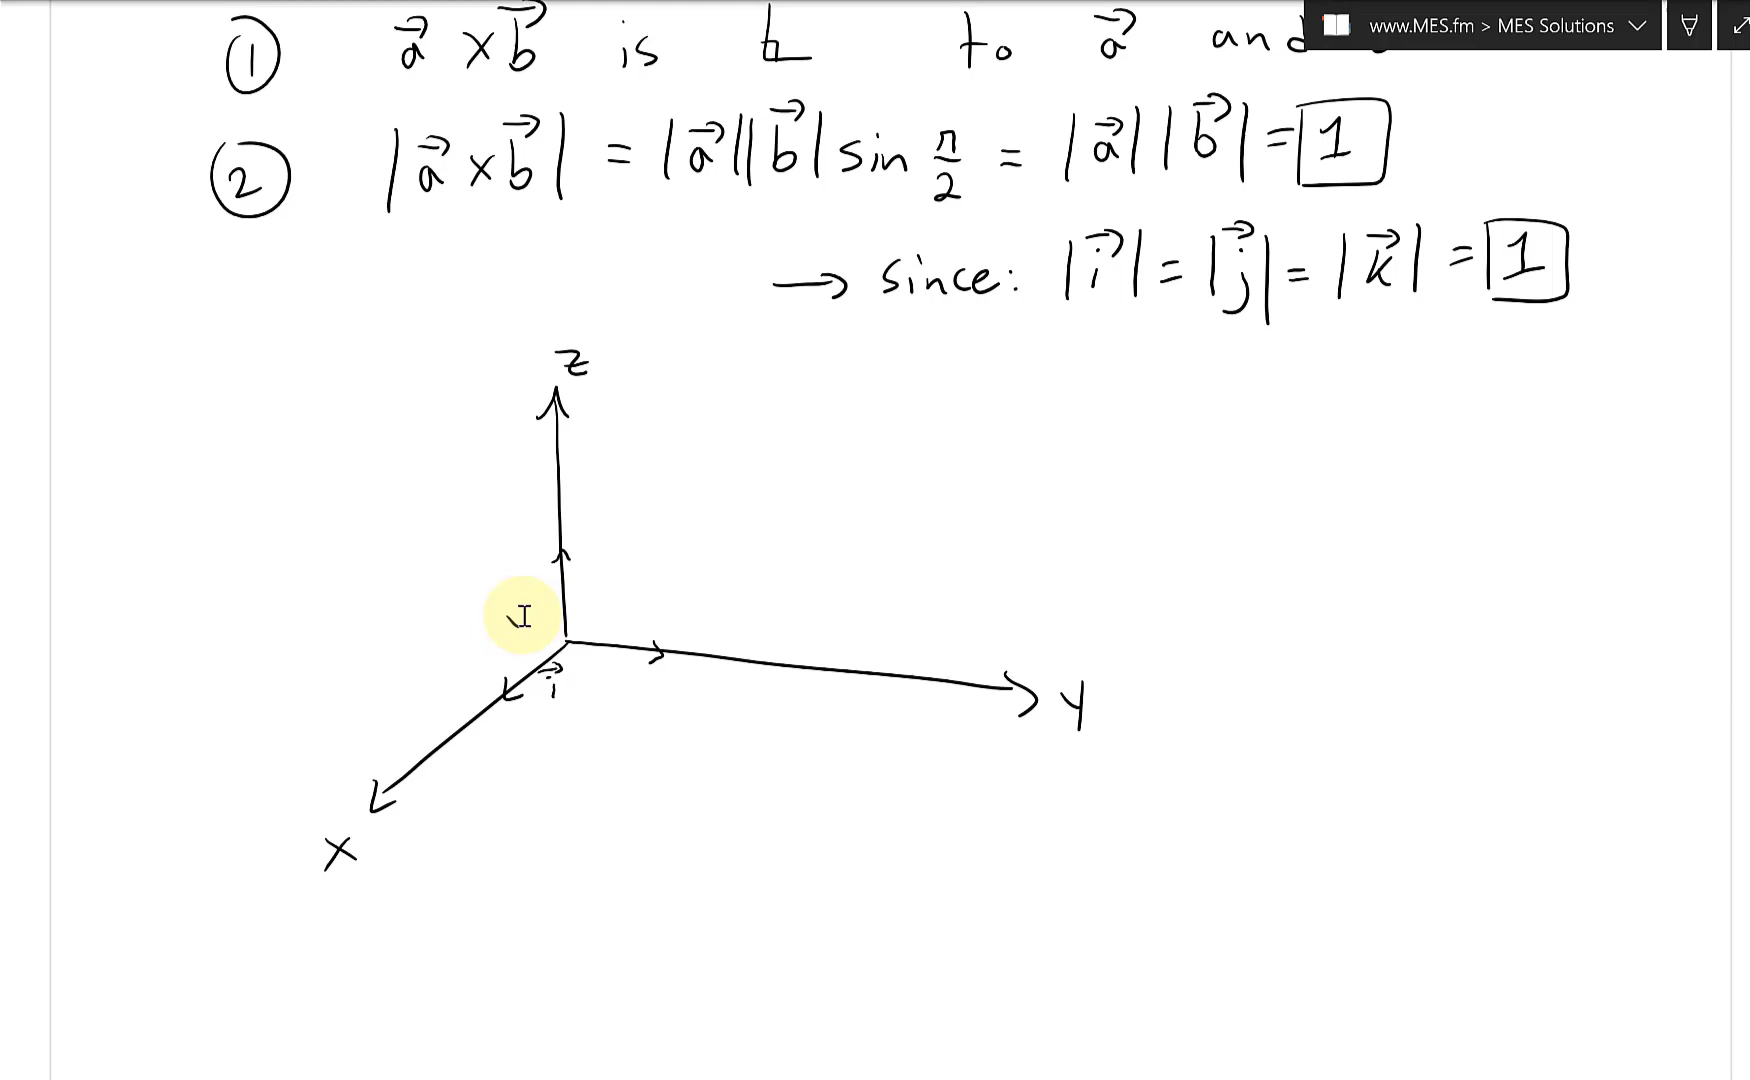 www.MES.fm > MES Solutions
① a⃗ × b⃗ is ⊥ to a⃗ and
② |a⃗ × b⃗| = |a⃗||b⃗| sin π/2 = |a⃗||b⃗| = 1
→ since: |i⃗| = |j⃗| = |k⃗| = 1
z
i⃗
y
x